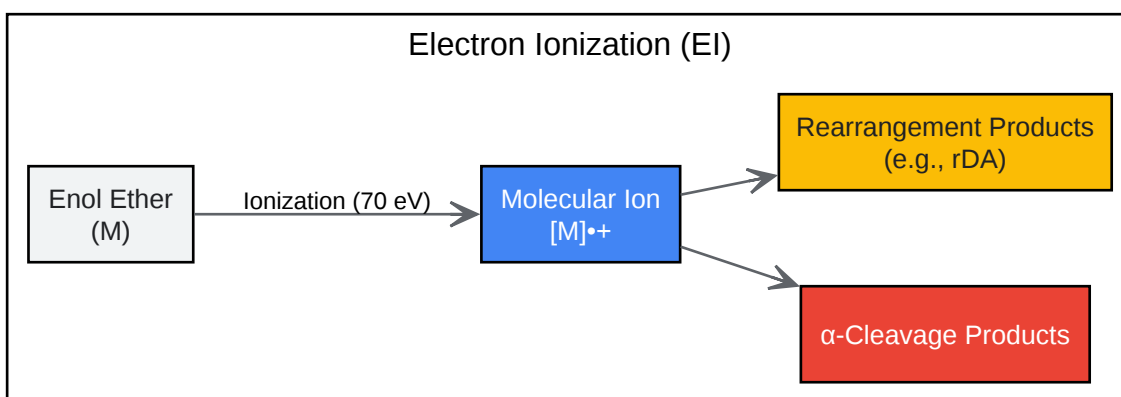 Electron Ionization (EI)
Rearrangement Products
(e.g., rDA)
Enol Ether
(M)
Ionization (70 eV)
Molecular Ion
[M]•+
α-Cleavage Products